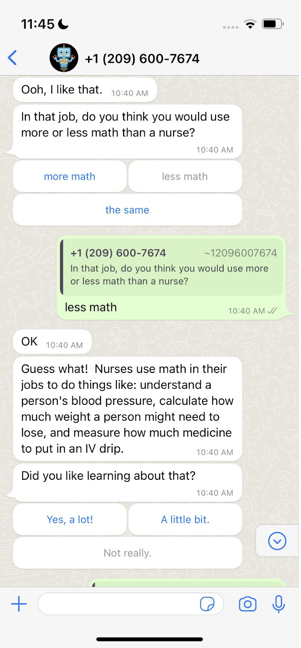 11:45
+1 (209) 600-7674
Ooh, I like that. 10:40 AM
In that job, do you think you would use
more or less math than a nurse?
10:40 AM
more math
less math
the same
+1 (209) 600-7674 ~12096007674
In that job, do you think you would use more
or less math than a nurse?
less math
10:40 AM
OK 10:40 AM
Guess what! Nurses use math in their
jobs to do things like: understand a
person's blood pressure, calculate how
much weight a person might need to
lose, and measure how much medicine
to put in an IV drip.
10:40 AM
Did you like learning about that?
10:40 AM
Yes, a lot!
A little bit.
Not really.